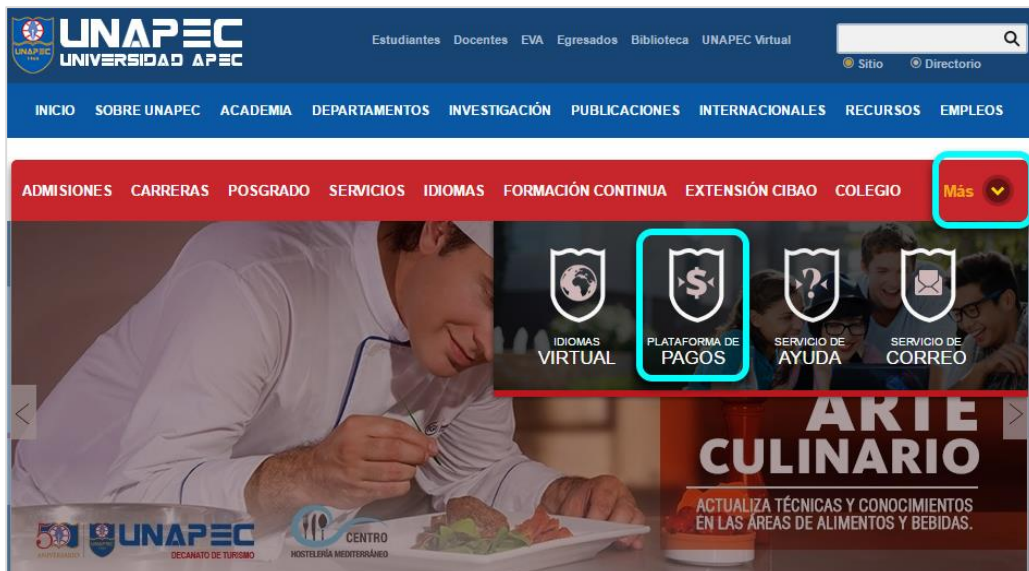 UNAPEC
UNIVERSIDAD APEC
UNAPEC
Estudiantes Docentes EVA Egresados Biblioteca UNAPEC Virtual
Sitio Directorio
INICIO SOBRE UNAPEC ACADEMIA DEPARTAMENTOS INVESTIGACIÓN PUBLICACIONES INTERNACIONALES RECURSOS EMPLEOS
ADMISIONES CARRERAS POSGRADO SERVICIOS IDIOMAS FORMACIÓN CONTINUA EXTENSIÓN CIBAO COLEGIO Más
IDIOMAS
VIRTUAL
PLATAFORMA DE
PAGOS
SERVICIO DE
AYUDA
SERVICIO DE
CORREO
ARTE
CULINARIO
ACTUALIZA TÉCNICAS Y CONOCIMIENTOS
EN LAS ÁREAS DE ALIMENTOS Y BEBIDAS.
50
ANIVERSARIO
UNAPEC
DECANATO DE TURISMO
CENTRO
HOSTELERÍA MEDITERRÁNEO